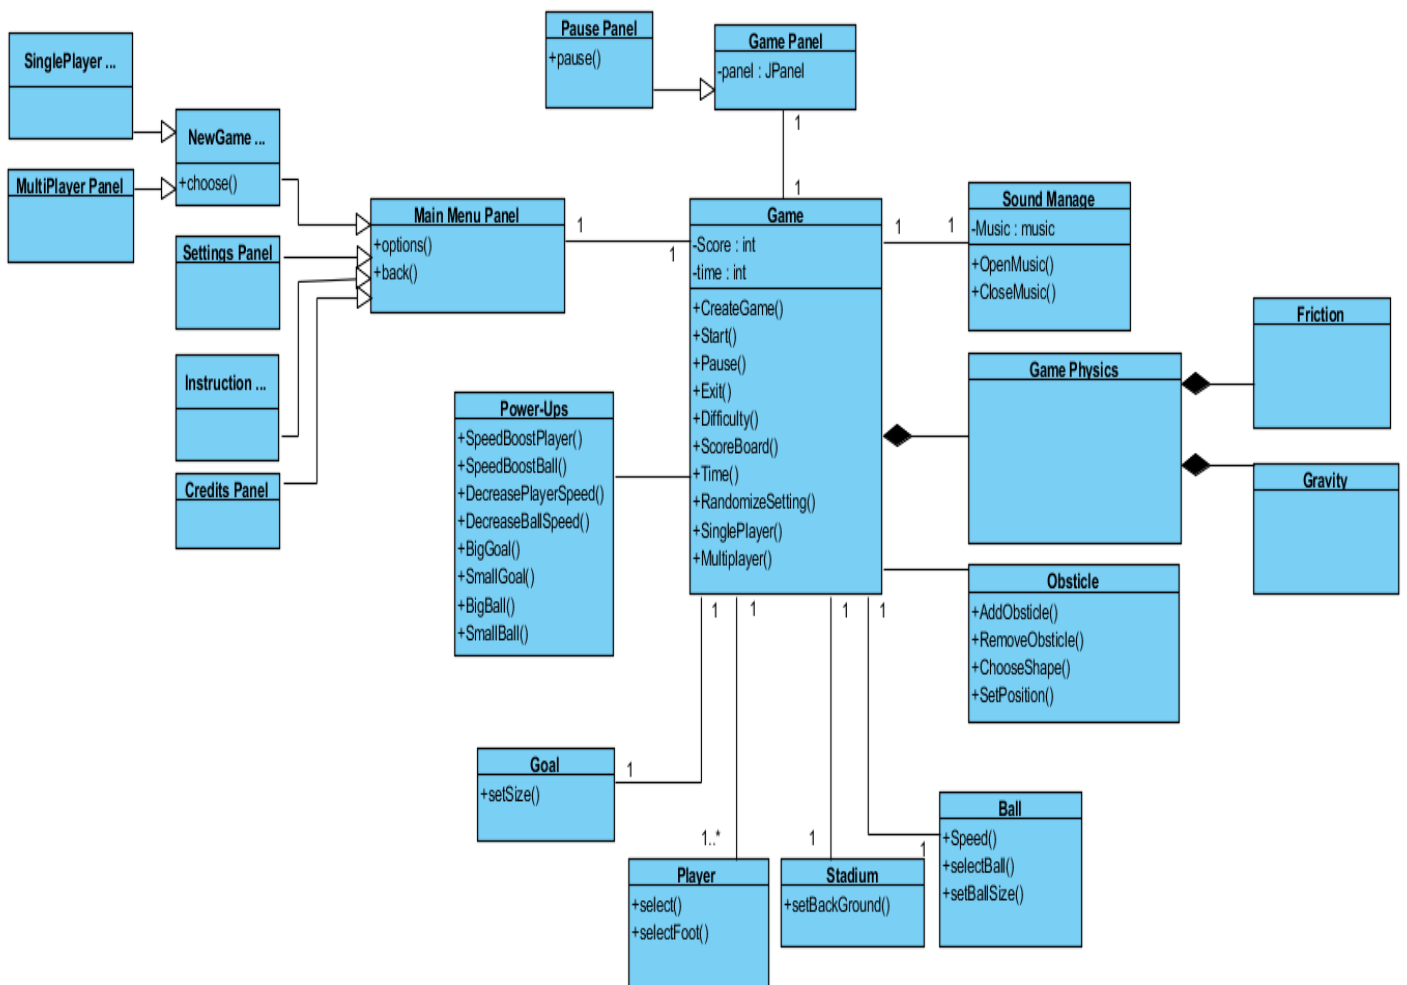 Pause Panel
+pause()
Game Panel
-panel : JPanel
SinglePlayer ...
NewGame ...
+choose()
MultiPlayer Panel
Main Menu Panel
+options()
+back()
Settings Panel
Instruction ...
Credits Panel
1
1
1
1
Game
-Score : int
-time : int
+CreateGame()
+Start()
+Pause()
+Exit()
+Difficulty()
+ScoreBoard()
+Time()
+RandomizeSetting()
+SinglePlayer()
+Multiplayer()
1
1
Sound Manage
-Music : music
+OpenMusic()
+CloseMusic()
Friction
Game Physics
Gravity
Power-Ups
+SpeedBoostPlayer()
+SpeedBoostBall()
+DecreasePlayerSpeed()
+DecreaseBallSpeed()
+BigGoal()
+SmallGoal()
+BigBall()
+SmallBall()
Obsticle
+AddObsticle()
+RemoveObsticle()
+ChooseShape()
+SetPosition()
1
1
1
1
Goal
+setSize()
1
1..*
1
1
Player
+select()
+selectFoot()
Stadium
+setBackGround()
Ball
+Speed()
+selectBall()
+setBallSize()